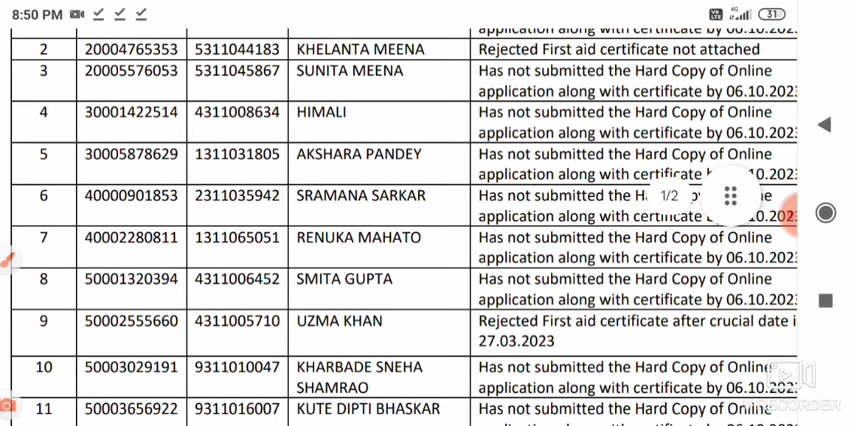 8:50 PM 4G 31
application along with certificate by 06.10.202
2 20004765353 5311044183 KHELANTA MEENA Rejected First aid certificate not attached
3 20005576053 5311045867 SUNITA MEENA Has not submitted the Hard Copy of Online
application along with certificate by 06.10.2023
4 30001422514 4311008634 HIMALI Has not submitted the Hard Copy of Online
application along with certificate by 06.10.2023
5 30005878629 1311031805 AKSHARA PANDEY Has not submitted the Hard Copy of Online
application along with certificate 10.2023
6 40000901853 2311035942 SRAMANA SARKAR Has not submitted the
1/2
application along with certificate 10.202
7 40002280811 1311065051 RENUKA MAHATO Has not submitted the Hard Copy of Online
application along with certificate by 06.10.2023
8 50001320394 4311006452 SMITA GUPTA Has not submitted the Hard Copy of Online
application along with certificate by 06.10.2023
9 50002555660 4311005710 UZMA KHAN Rejected First aid certificate after crucial date i
27.03.2023
10 50003029191 9311010047 KHARBADE SNEHA Has not submitted the Hard Copy of Online
SHAMRAO application along with certificate by 06.10.202
11 50003656922 9311016007 KUTE DIPTI BHASKAR Has not submitted the Hard Copy of Online
RECORDER